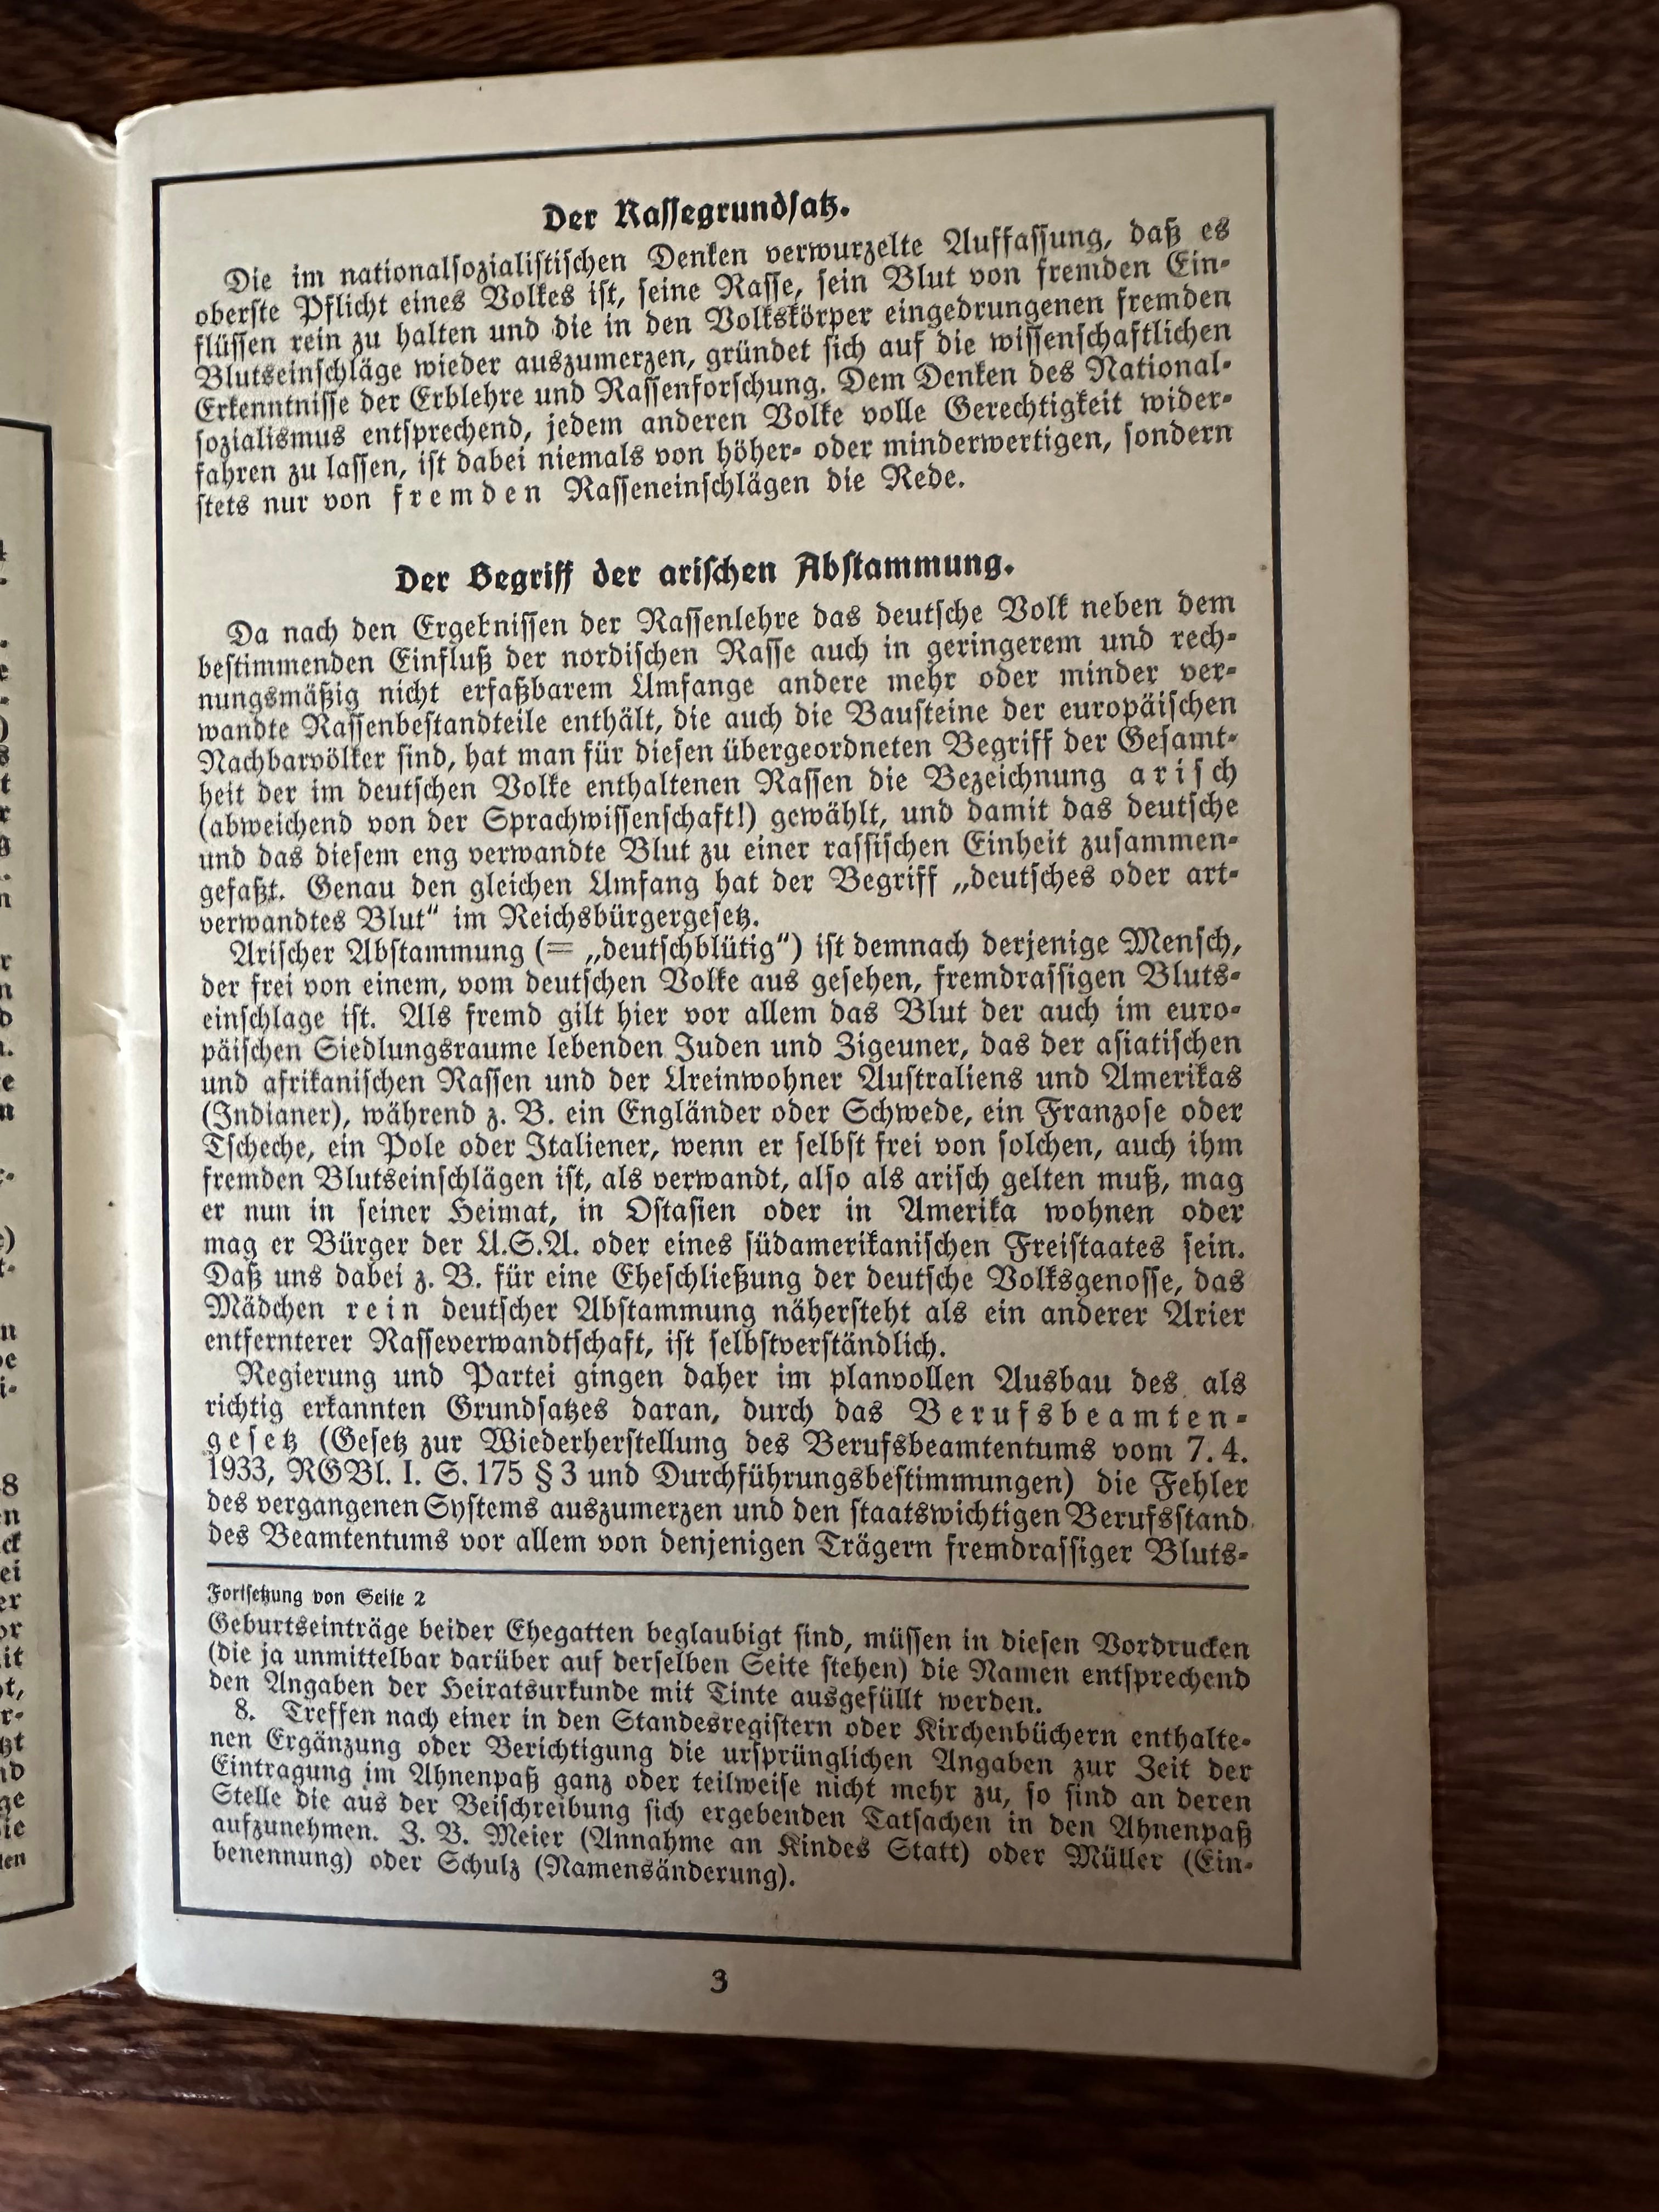 Der Rassegrundsatz.
Die im nationalsozialistischen Denken verwurzelte Auffassung, daß es
oberste Pflicht eines Volkes ist, seine Rasse, sein Blut von fremden Ein-
flüssen rein zu halten und die in den Volkskörper eingedrungenen fremden
Blutseinschläge wieder auszumerzen, gründet sich auf die wissenschaftlichen
Erkenntnisse der Erblehre und Rassenforschung. Dem Denken des National-
sozialismus entsprechend, jedem anderen Volke volle Gerechtigkeit wider-
fahren zu lassen, ist dabei niemals von höher- oder minderwertigen, sondern
stets nur von fremden Rasseneinschlägen die Rede.
Der Begriff der arischen Abstammung.
Da nach den Ergebnissen der Rassenlehre das deutsche Volk neben dem
bestimmenden Einfluß der nordischen Rasse auch in geringerem und rech-
nungsmäßig nicht erfaßbarem Umfange andere mehr oder minder ver-
wandte Rassenbestandteile enthält, die auch die Bausteine der europäischen
Nachbarvölker sind, hat man für diesen übergeordneten Begriff der Gesamt-
heit der im deutschen Volke enthaltenen Rassen die Bezeichnung arisch
(abweichend von der Sprachwissenschaft!) gewählt, und damit das deutsche
und das diesem eng verwandte Blut zu einer rassischen Einheit zusammen-
gefaßt. Genau den gleichen Umfang hat der Begriff „deutsches oder art-
verwandtes Blut“ im Reichsbürgergesetz.
Arischer Abstammung (= „deutschblütig“) ist demnach derjenige Mensch,
der frei von einem, vom deutschen Volke aus gesehen, fremdrassigen Bluts-
einschlage ist. Als fremd gilt hier vor allem das Blut der auch im euro-
päischen Siedlungsraume lebenden Juden und Zigeuner, das der asiatischen
und afrikanischen Rassen und der Ureinwohner Australiens und Amerikas
(Indianer), während z. B. ein Engländer oder Schwede, ein Franzose oder
Tscheche, ein Pole oder Italiener, wenn er selbst frei von solchen, auch ihm
fremden Blutseinschlägen ist, als verwandt, also als arisch gelten muß, mag
er nun in seiner Heimat, in Ostasien oder in Amerika wohnen oder
mag er Bürger der U.S.A. oder eines südamerikanischen Freistaates sein.
Daß uns dabei z. B. für eine Eheschließung der deutsche Volksgenosse, das
Mädchen rein deutscher Abstammung nähersteht als ein anderer Arier
entfernterer Rasseverwandtschaft, ist selbstverständlich.
Regierung und Partei gingen daher im planvollen Ausbau des als
richtig erkannten Grundsatzes daran, durch das Berufsbeamten-
gesetz (Gesetz zur Wiederherstellung des Berufsbeamtentums vom 7. 4.
1933, RGBl. I. S. 175 § 3 und Durchführungsbestimmungen) die Fehler
des vergangenen Systems auszumerzen und den staatswichtigen Berufsstand
des Beamtentums vor allem von denjenigen Trägern fremdrassiger Bluts-
Fortsetzung von Seite 2
Geburtseinträge beider Ehegatten beglaubigt sind, müssen in diesen Vordrucken
(die ja unmittelbar darüber auf derselben Seite stehen) die Namen entsprechend
den Angaben der Heiratsurkunde mit Tinte ausgefüllt werden.
8. Treffen nach einer in den Standesregistern oder Kirchenbüchern enthalte-
nen Ergänzung oder Berichtigung die ursprünglichen Angaben zur Zeit der
Eintragung im Ahnenpaß ganz oder teilweise nicht mehr zu, so sind an deren
Stelle die aus der Beischreibung sich ergebenden Tatsachen in den Ahnenpaß
aufzunehmen. Z. B. Meier (Annahme an Kindes Statt) oder Müller (Ein-
benennung) oder Schulz (Namensänderung).
3